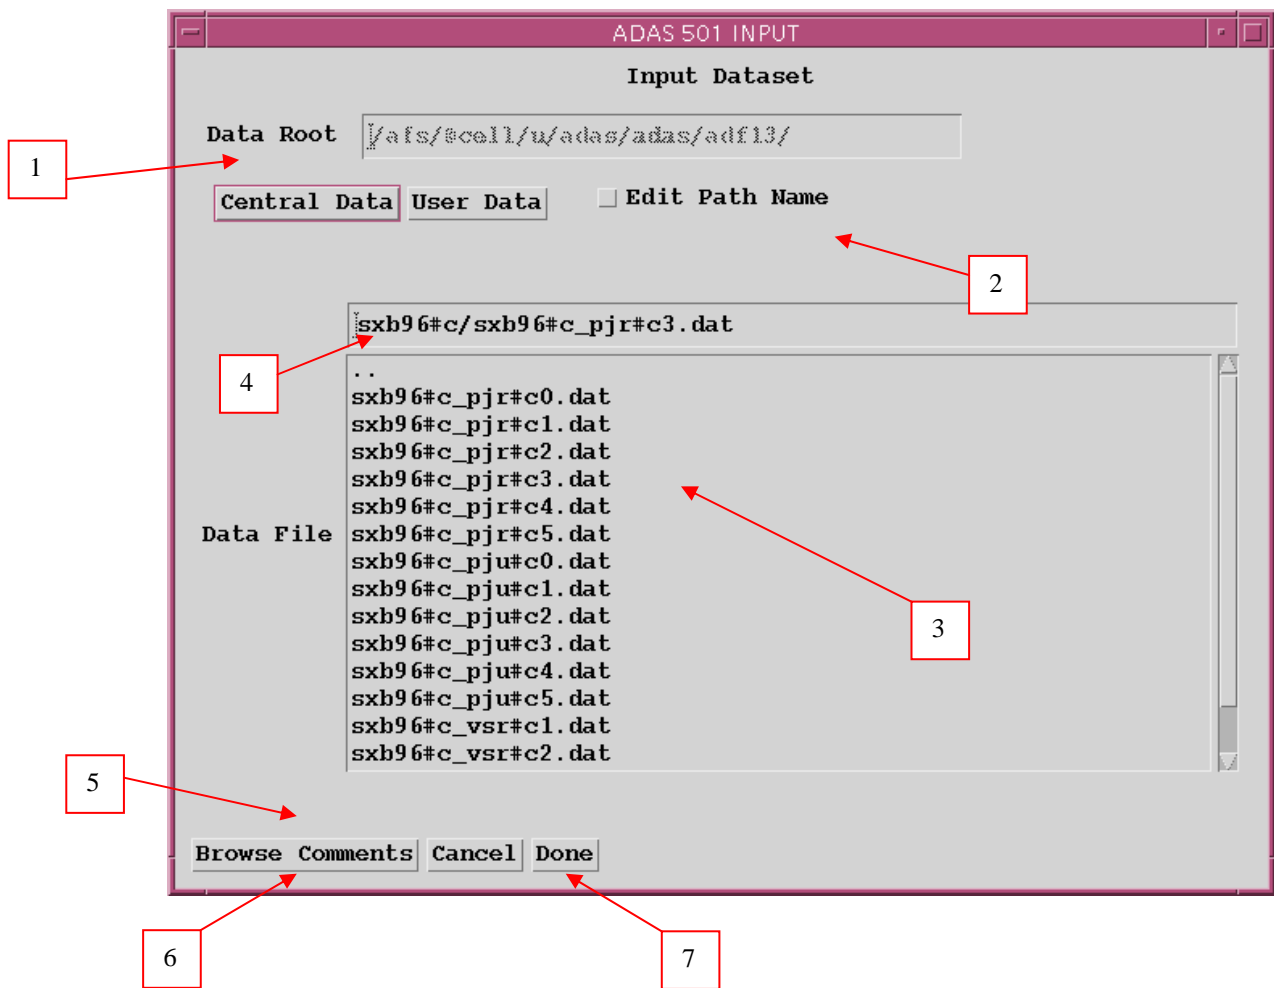 ADAS 501 INPUT
Input Dataset
Data Root /afs/@cell/u/adas/adas/adf13/
1
Central Data User Data Edit Path Name
2
sxb96#c/sxb96#c_pjr#c3.dat
4
..
sxb96#c_pjr#c0.dat
sxb96#c_pjr#c1.dat
sxb96#c_pjr#c2.dat
sxb96#c_pjr#c3.dat
sxb96#c_pjr#c4.dat
Data File sxb96#c_pjr#c5.dat
sxb96#c_pju#c0.dat
sxb96#c_pju#c1.dat
sxb96#c_pju#c2.dat
3
sxb96#c_pju#c3.dat
sxb96#c_pju#c4.dat
sxb96#c_pju#c5.dat
sxb96#c_vsr#c1.dat
sxb96#c_vsr#c2.dat
5
Browse Comments Cancel Done
6 7